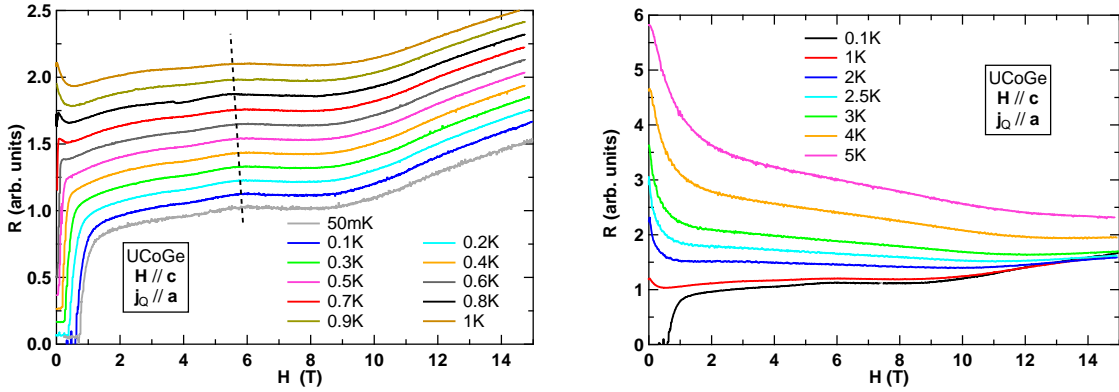 2.5
2.0
1.5
1.0
0.5
0.0
R (arb. units)
0
2
4
6
8
10
12
14
H (T)
UCoGe
H // c
jQ // a
50mK
0.1K
0.2K
0.3K
0.4K
0.5K
0.6K
0.7K
0.8K
0.9K
1K
6
5
4
3
2
1
0
R (arb. units)
0
2
4
6
8
10
12
14
H (T)
0.1K
1K
2K
2.5K
3K
4K
5K
UCoGe
H // c
jQ // a